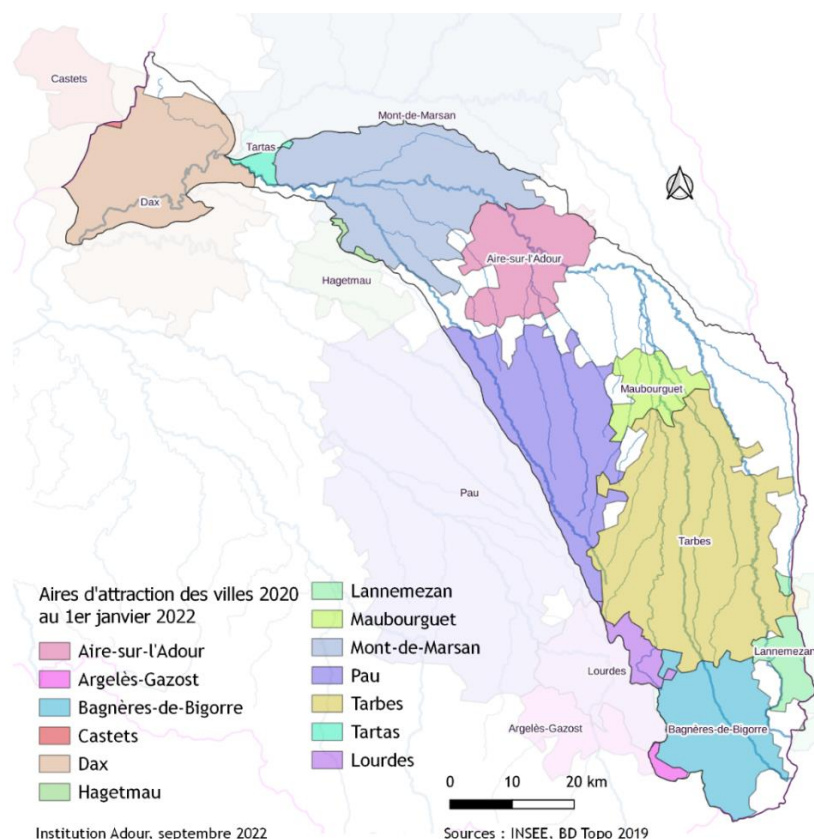 Castets
Mont-de-Marsan
Tartas
Dax
Aire-sur-l'Adour
Hagetmau
Maubourguet
Pau
Tarbes
Lannemezan
Lourdes
Argelès-Gazost
Bagnères-de-Bigorre
Aires d'attraction des villes 2020
au 1er janvier 2022
Aire-sur-l'Adour
Argelès-Gazost
Bagnères-de-Bigorre
Castets
Dax
Hagetmau
Lannemezan
Maubourguet
Mont-de-Marsan
Pau
Tarbes
Tartas
Lourdes
0 10 20 km
Institution Adour, septembre 2022
Sources : INSEE, BD Topo 2019